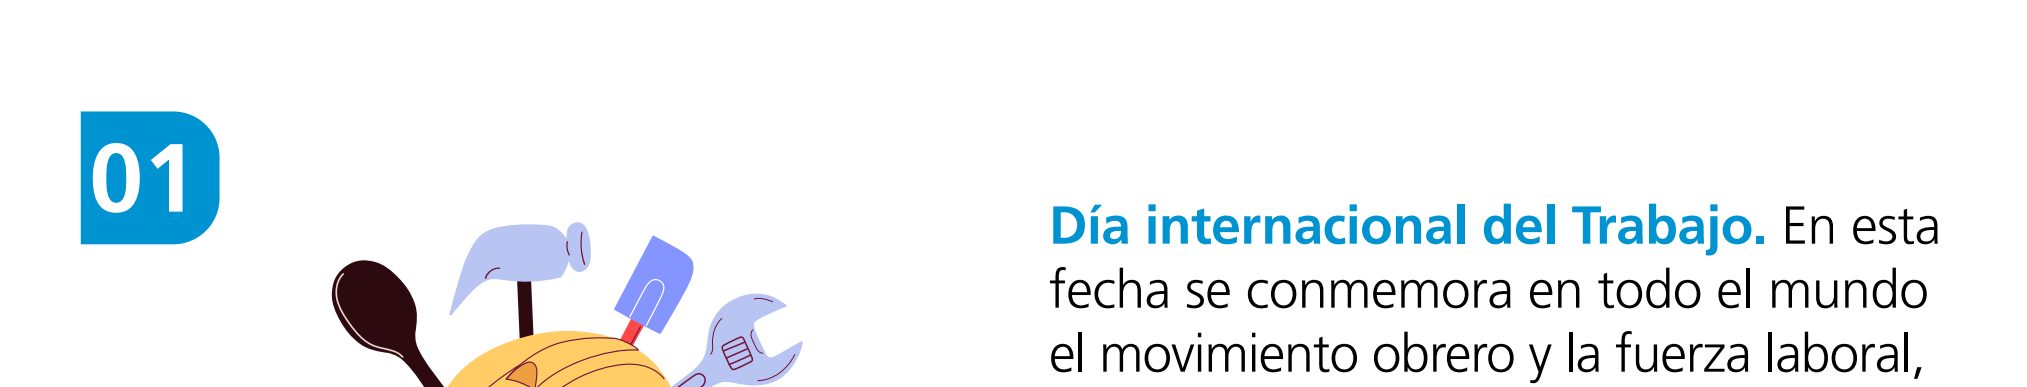 01
Día internacional del Trabajo. En esta
fecha se conmemora en todo el mundo
el movimiento obrero y la fuerza laboral,